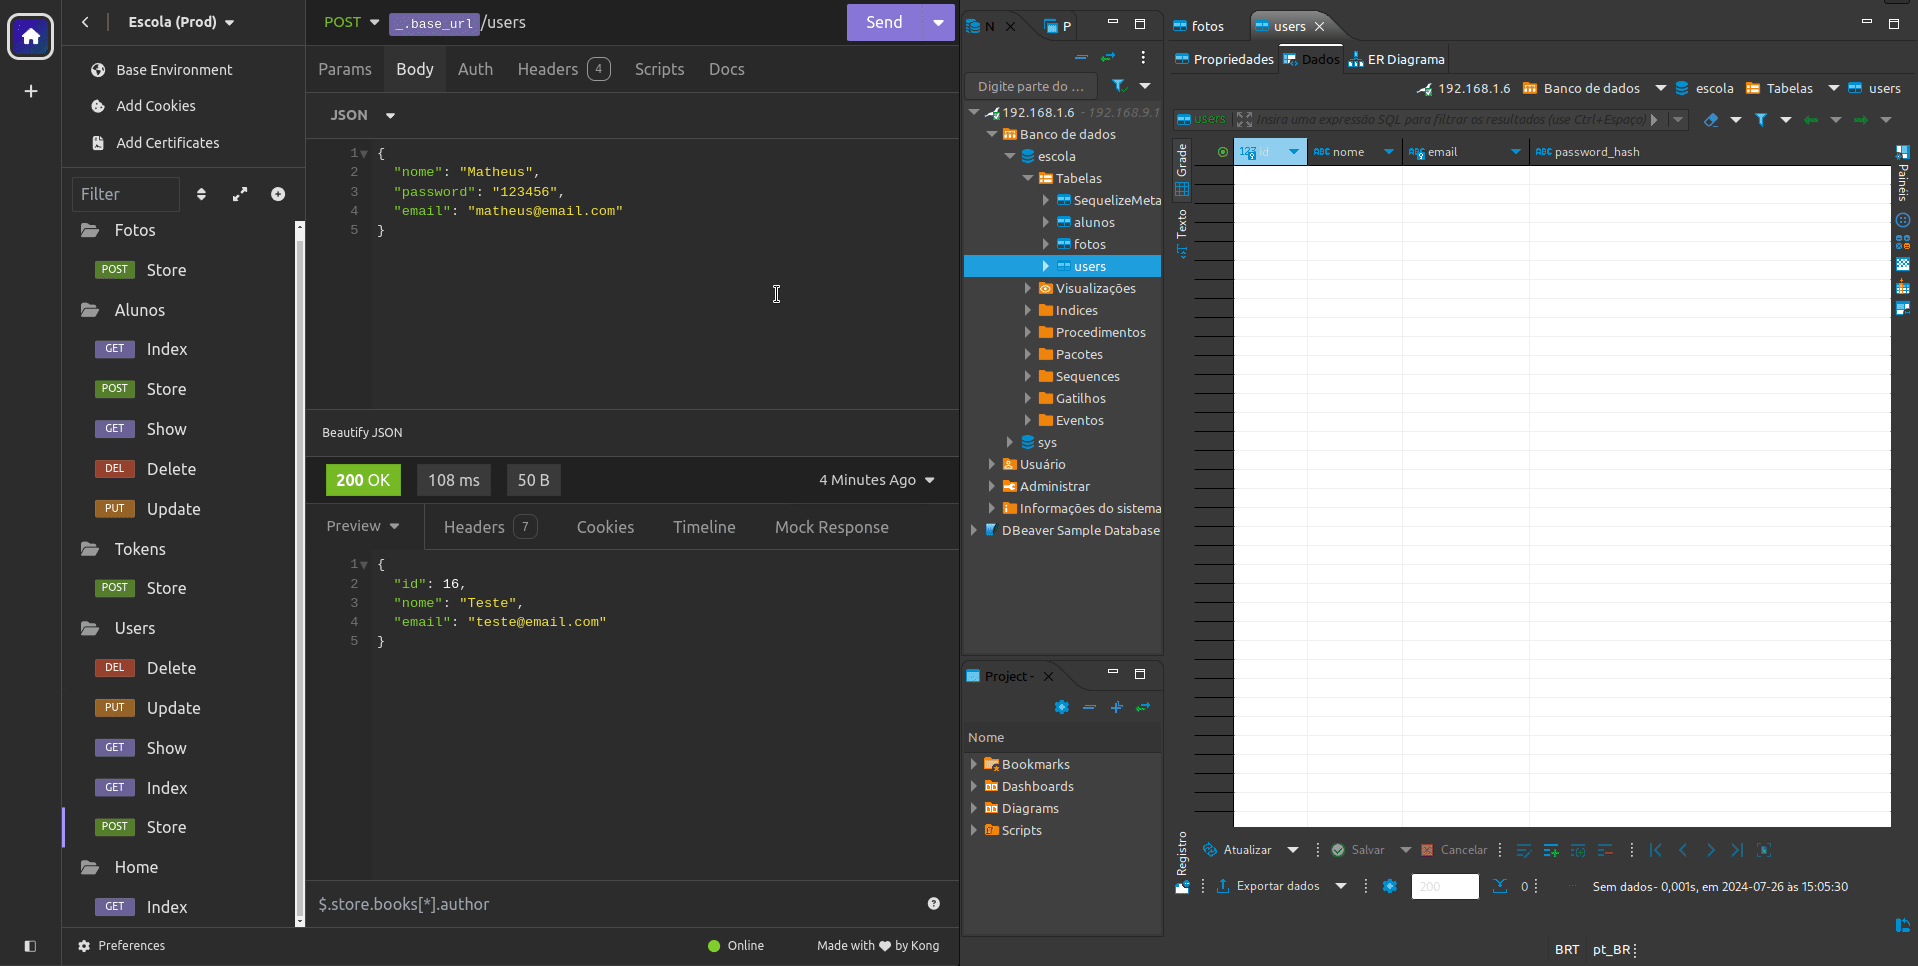 Escola (Prod)
Base Environment
Add Cookies
Add Certificates
Filter
Fotos
POST Store
Alunos
GET Index
POST Store
GET Show
DEL Delete
PUT Update
Tokens
POST Store
Users
DEL Delete
PUT Update
GET Show
GET Index
POST Store
Home
GET Index
Preferences
POST _.base_url/users
Send
Params Body Auth Headers 4 Scripts Docs
JSON
1 {
2 "nome": "Matheus",
3 "password": "123456",
4 "email": "matheus@email.com"
5 }
Beautify JSON
200 OK 108 ms 50 B 4 Minutes Ago
Preview Headers 7 Cookies Timeline Mock Response
1 {
2 "id": 16,
3 "nome": "Teste",
4 "email": "teste@email.com"
5 }
$.store.books[*].author
Online Made with ❤ by Kong
N P
Digite parte do ...
192.168.1.6 - 192.168.9.1
Banco de dados
escola
Tabelas
SequelizeMeta
alunos
fotos
users
Visualizações
Indices
Procedimentos
Pacotes
Sequences
Gatilhos
Eventos
sys
Usuário
Administrar
Informações do sistema
DBeaver Sample Database
Project -
Nome
Bookmarks
Dashboards
Diagrams
Scripts
fotos users
Propriedades Dados ER Diagrama
192.168.1.6 Banco de dados escola Tabelas users
users Insira uma expressão SQL para filtrar os resultados (use Ctrl+Espaço)
Grade
Texto
Registro
123 id ABC nome ABC email ABC password_hash
Painéis
Atualizar Salvar Cancelar
Exportar dados 200 0 Sem dados - 0,001s, em 2024-07-26 às 15:05:30
BRT pt_BR